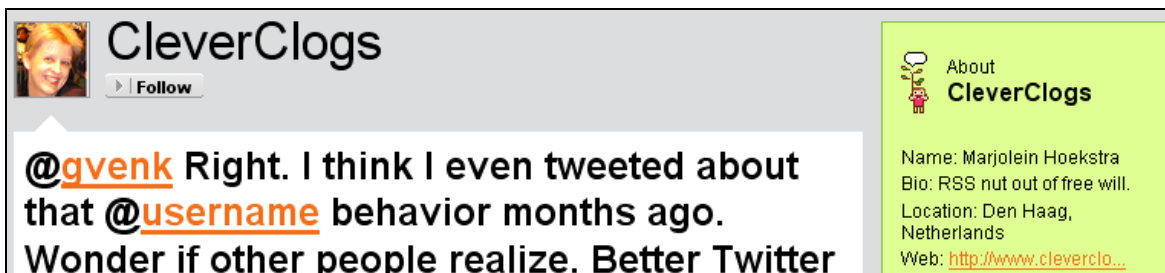 CleverClogs
Follow
@gvenk Right. I think I even tweeted about
that @username behavior months ago.
Wonder if other people realize. Better Twitter
About
CleverClogs
Name: Marjolein Hoekstra
Bio: RSS nut out of free will.
Location: Den Haag,
Netherlands
Web: http://www.cleverclo...